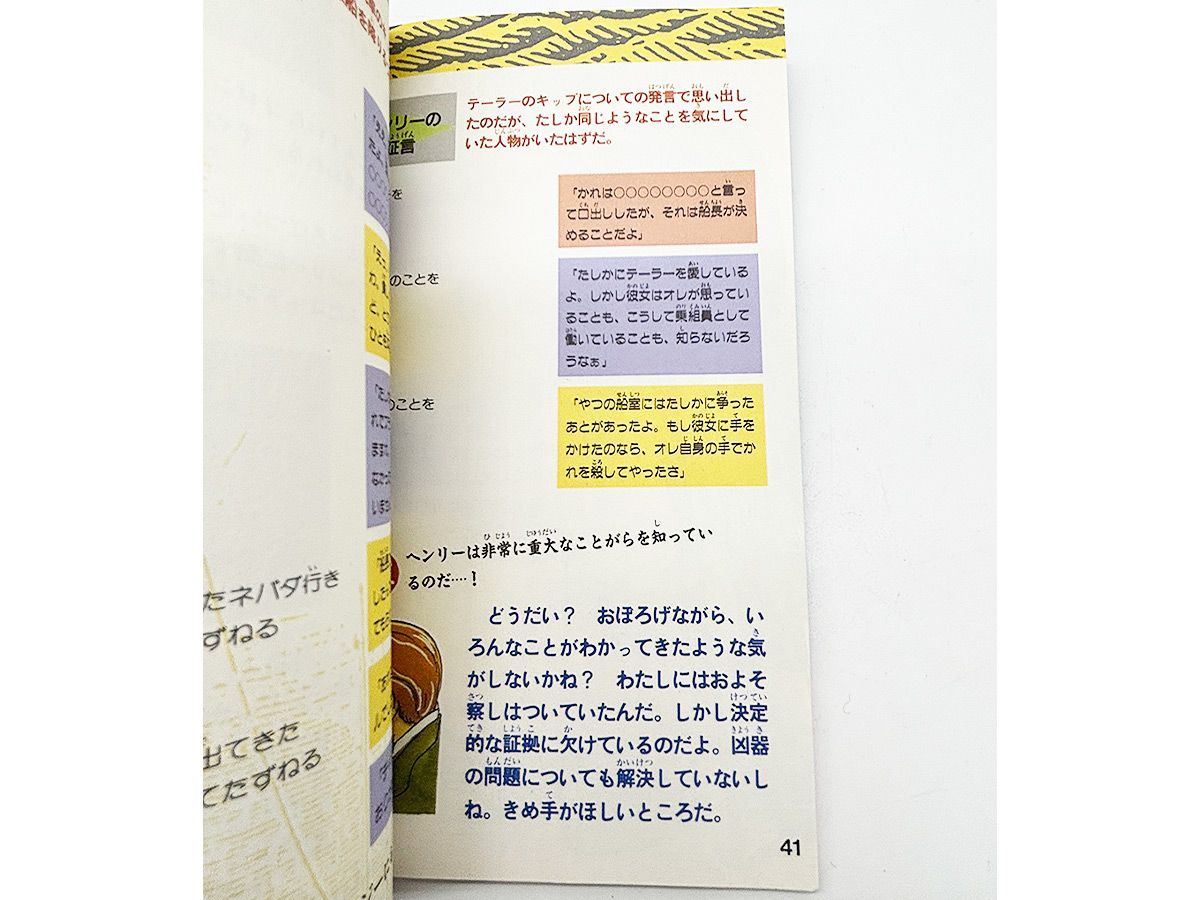 テーラーのキップについての発言で思い出し
たのだが、たしか同じようなことを気にして
いた人物がいたはずだ。
リーの
証言
を
「かれは○○○○○○○○と言っ
て口出ししたが、それは船長が決
めることだよ」
のことを
「たしかにテーラーを愛している
よ。しかし彼女はオレが思ってい
ることも、こうして乗組員として
働いていることも、知らないだろ
うなぁ」
のことを
「やつの船室にはたしかに争った
あとがあったよ。もし彼女に手を
かけたのなら、オレ自身の手でか
れを殺してやったさ」
ヘンリーは非常に重大なことがらを知ってい
るのだ…！
どうだい？　おぼろげながら、い
ろんなことがわかってきたような気
がしないかね？　わたしにはおよそ
察しはついていたんだ。しかし決定
的な証拠に欠けているのだよ。凶器
の問題についても解決していないし
ね。きめ手がほしいところだ。
41
たネバダ行き
ずねる
出てきた
てたずねる